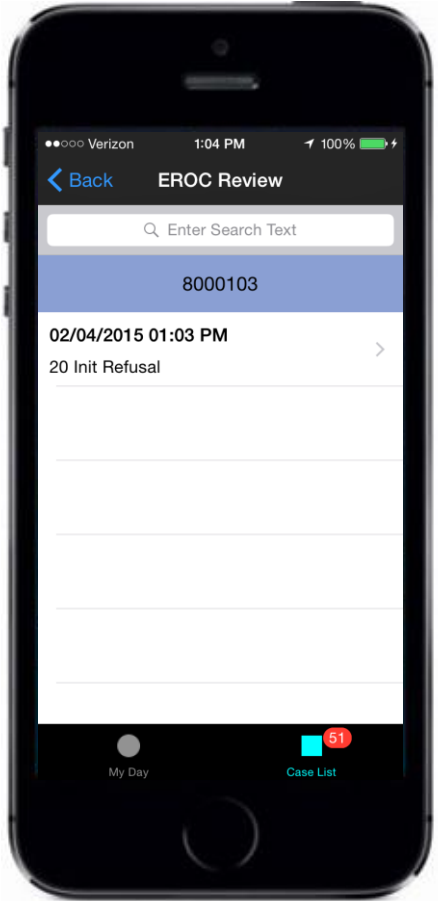 Verizon 1:04 PM 100%
Back EROC Review
Enter Search Text
8000103
02/04/2015 01:03 PM
20 Init Refusal
51
My Day Case List